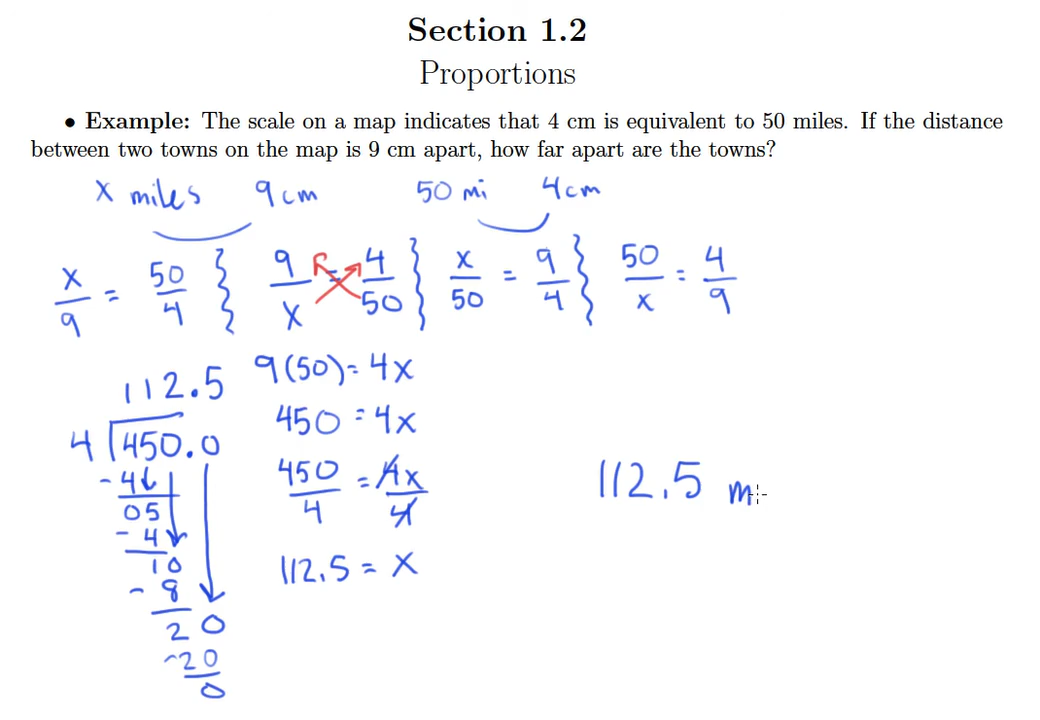 Section 1.2
Proportions
• Example: The scale on a map indicates that 4 cm is equivalent to 50 miles. If the distance
between two towns on the map is 9 cm apart, how far apart are the towns?
x miles 9 cm 50 mi 4 cm
x/9 = 50/4 } 9/x = 4/50 } x/50 = 9/4 } 50/x = 4/9
9(50) = 4x
450 = 4x
450/4 = 4x/4
112.5 = x
112.5
4 450.0
-4
05
- 4
10
- 8
20
-20
0
112.5 m